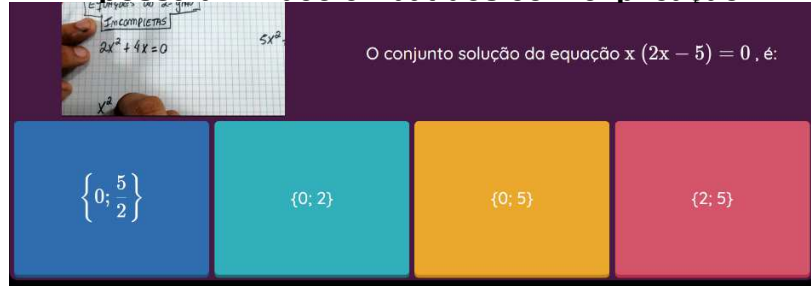 Incompletas
2x² + 4x = 0
5x²
x²
O conjunto solução da equação x (2x − 5) = 0 , é:
{0; 5/2}
{0; 2}
{0; 5}
{2; 5}